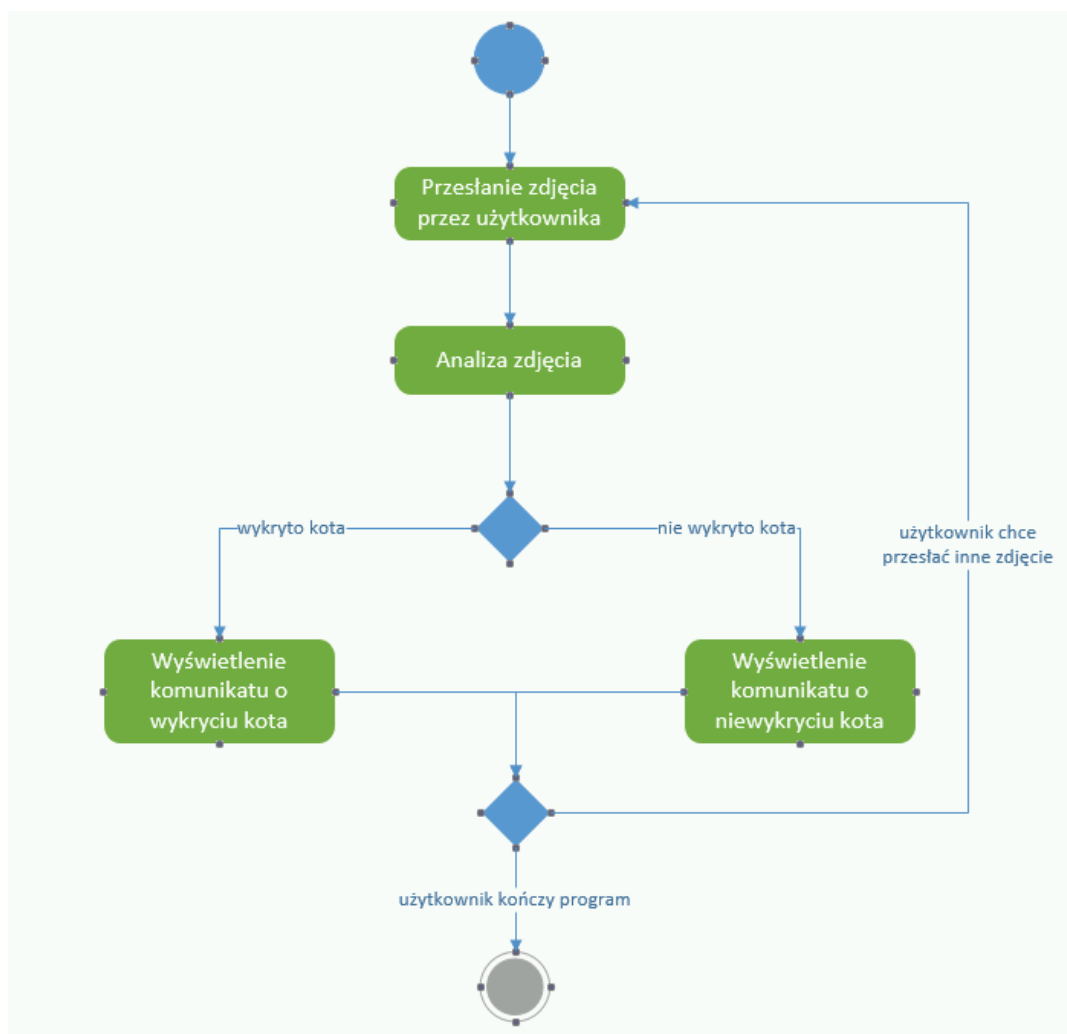 Przesłanie zdjęcia
przez użytkownika
Analiza zdjęcia
wykryto kota
nie wykryto kota
użytkownik chce
przesłać inne zdjęcie
Wyświetlenie
komunikatu o
wykryciu kota
Wyświetlenie
komunikatu o
niewykryciu kota
użytkownik kończy program